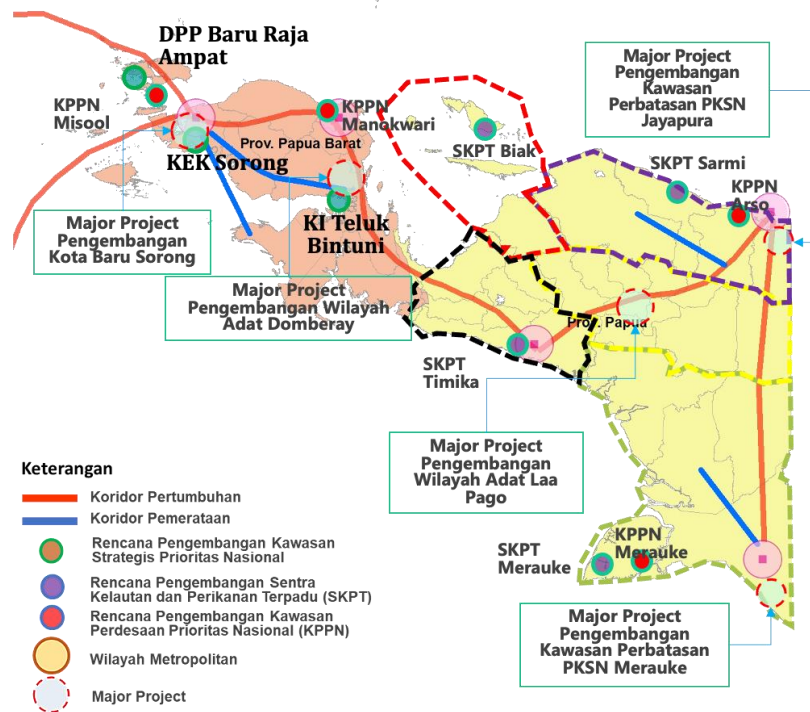 DPP Baru Raja
Ampat
KPPN
Misool
KPPN
Manokwari
Prov. Papua Barat
KEK Sorong
Major Project
Pengembangan
Kota Baru Sorong
KI Teluk
Bintuni
Major Project
Pengembangan Wilayah
Adat Domberay
SKPT Biak
Major Project
Pengembangan
Kawasan
Perbatasan PKSN
Jayapura
SKPT Sarmi
KPPN
Arso
Prov. Papua
SKPT
Timika
Major Project
Pengembangan
Wilayah Adat Laa
Pago
SKPT
Merauke
KPPN
Merauke
Major Project
Pengembangan
Kawasan Perbatasan
PKSN Merauke
Keterangan
Koridor Pertumbuhan
Koridor Pemerataan
Rencana Pengembangan Kawasan
Strategis Prioritas Nasional
Rencana Pengembangan Sentra
Kelautan dan Perikanan Terpadu (SKPT)
Rencana Pengembangan Kawasan
Perdesaan Prioritas Nasional (KPPN)
Wilayah Metropolitan
Major Project